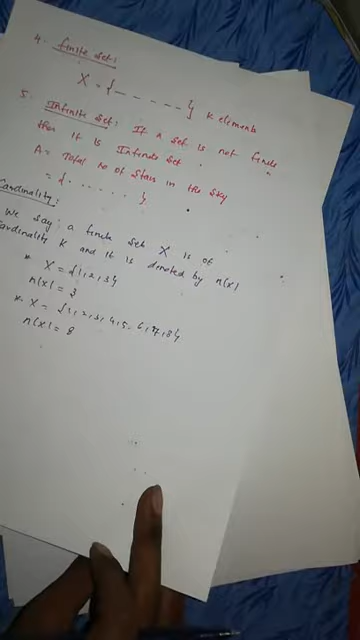 4. finite set:
X = {- - - - - -} K elements
5. Infinite set: If a set is not finite
then it is Infinite set.
A = Total no of stars in the sky
= { . . . . . . }
Cardinality:
We say, a finite set X is of
Cardinality K and it is denoted by n(x)
* X = {1, 2, 3}
n(x) = 3
* X = {1, 2, 3, 4, 5, 6, 7, 8}
n(x) = 8